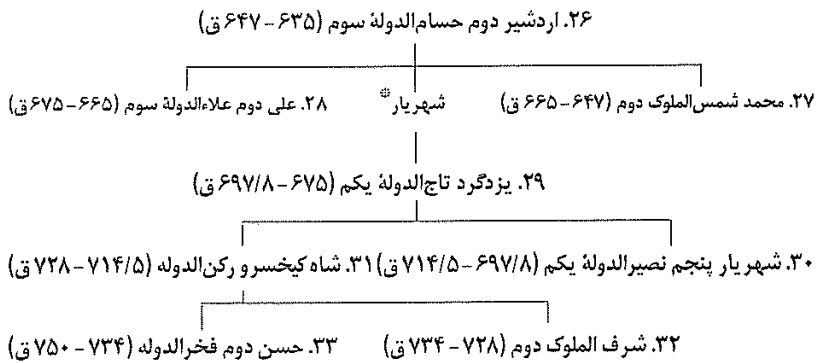 ۲۶. اردشیر دوم حسام‌الدولهٔ سوم (۶۳۵-۶۴۷ ق)
۲۷. محمد شمس‌الملوک دوم (۶۴۷-۶۶۵ ق) شهریار* ۲۸. علی دوم علاءالدولهٔ سوم (۶۶۵-۶۷۵ ق)
۲۹. یزدگرد تاج‌الدولهٔ یکم (۶۷۵-۶۹۷/۸ ق)
۳۰. شهریار پنجم نصیرالدولهٔ یکم (۶۹۷/۸-۷۱۴/۵ ق) ۳۱. شاه کیخسرو رکن‌الدوله (۷۱۴/۵-۷۲۸ ق)
۳۲. شرف الملوک دوم (۷۲۸-۷۳۴ ق) ۳۳. حسن دوم فخرالدوله (۷۳۴-۷۵۰ ق)